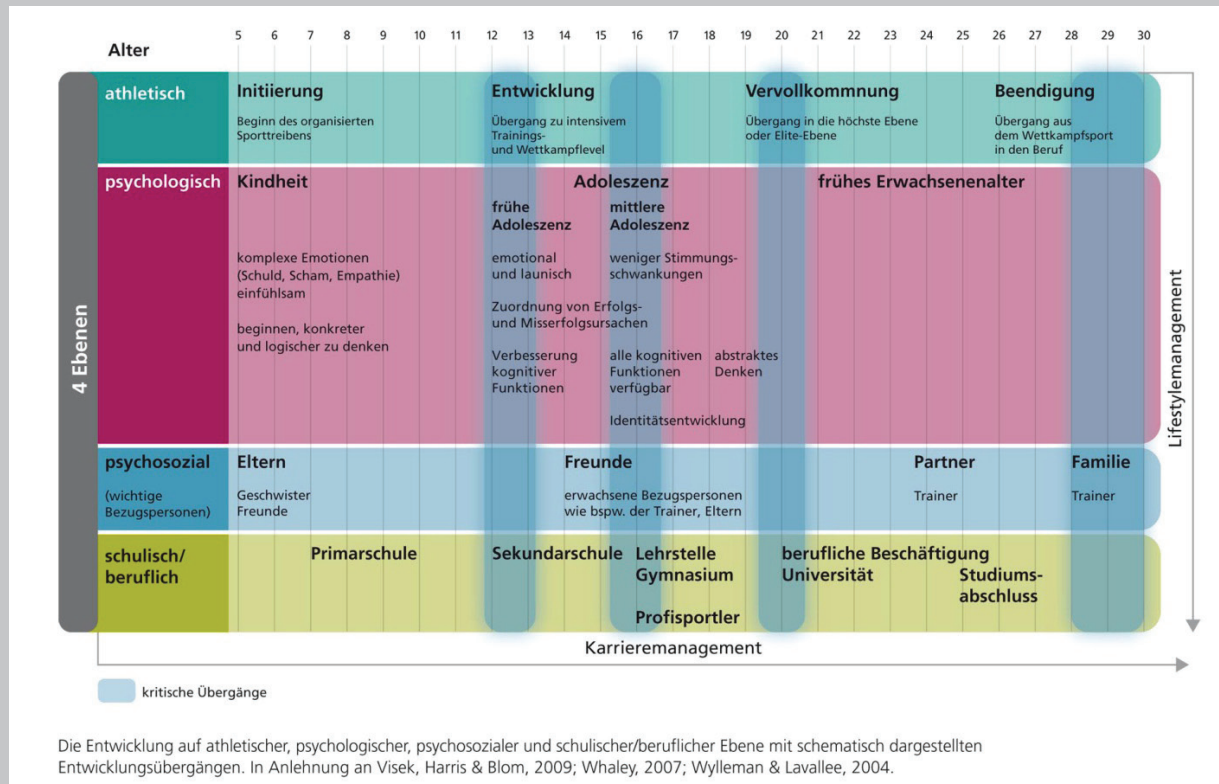 Alter
5 6 7 8 9 10 11 12 13 14 15 16 17 18 19 20 21 22 23 24 25 26 27 28 29 30
4 Ebenen
athletisch
Initiierung
Beginn des organisierten
Sporttreibens
Entwicklung
Übergang zu intensivem
Trainings-
und Wettkampflevel
Vervollkommnung
Übergang in die höchste Ebene
oder Elite-Ebene
Beendigung
Übergang aus
dem Wettkampfsport
in den Beruf
psychologisch
Kindheit
komplexe Emotionen
(Schuld, Scham, Empathie)
einfühlsam
beginnen, konkreter
und logischer zu denken
Adoleszenz
frühe
Adoleszenz
emotional
und launisch
mittlere
Adoleszenz
weniger Stimmungs-
schwankungen
Zuordnung von Erfolgs-
und Misserfolgsursachen
Verbesserung
kognitiver
Funktionen
alle kognitiven
Funktionen
verfügbar
abstraktes
Denken
Identitätsentwicklung
frühes Erwachsenenalter
psychosozial
(wichtige
Bezugspersonen)
Eltern
Geschwister
Freunde
Freunde
erwachsene Bezugspersonen
wie bspw. der Trainer, Eltern
Partner
Trainer
Familie
Trainer
schulisch/
beruflich
Primarschule
Sekundarschule
Lehrstelle
Gymnasium
Profisportler
berufliche Beschäftigung
Universität
Studiums-
abschluss
Lifestylemanagement
Karrieremanagement
kritische Übergänge
Die Entwicklung auf athletischer, psychologischer, psychosozialer und schulischer/beruflicher Ebene mit schematisch dargestellten
Entwicklungsübergängen. In Anlehnung an Visek, Harris & Blom, 2009; Whaley, 2007; Wylleman & Lavallee, 2004.